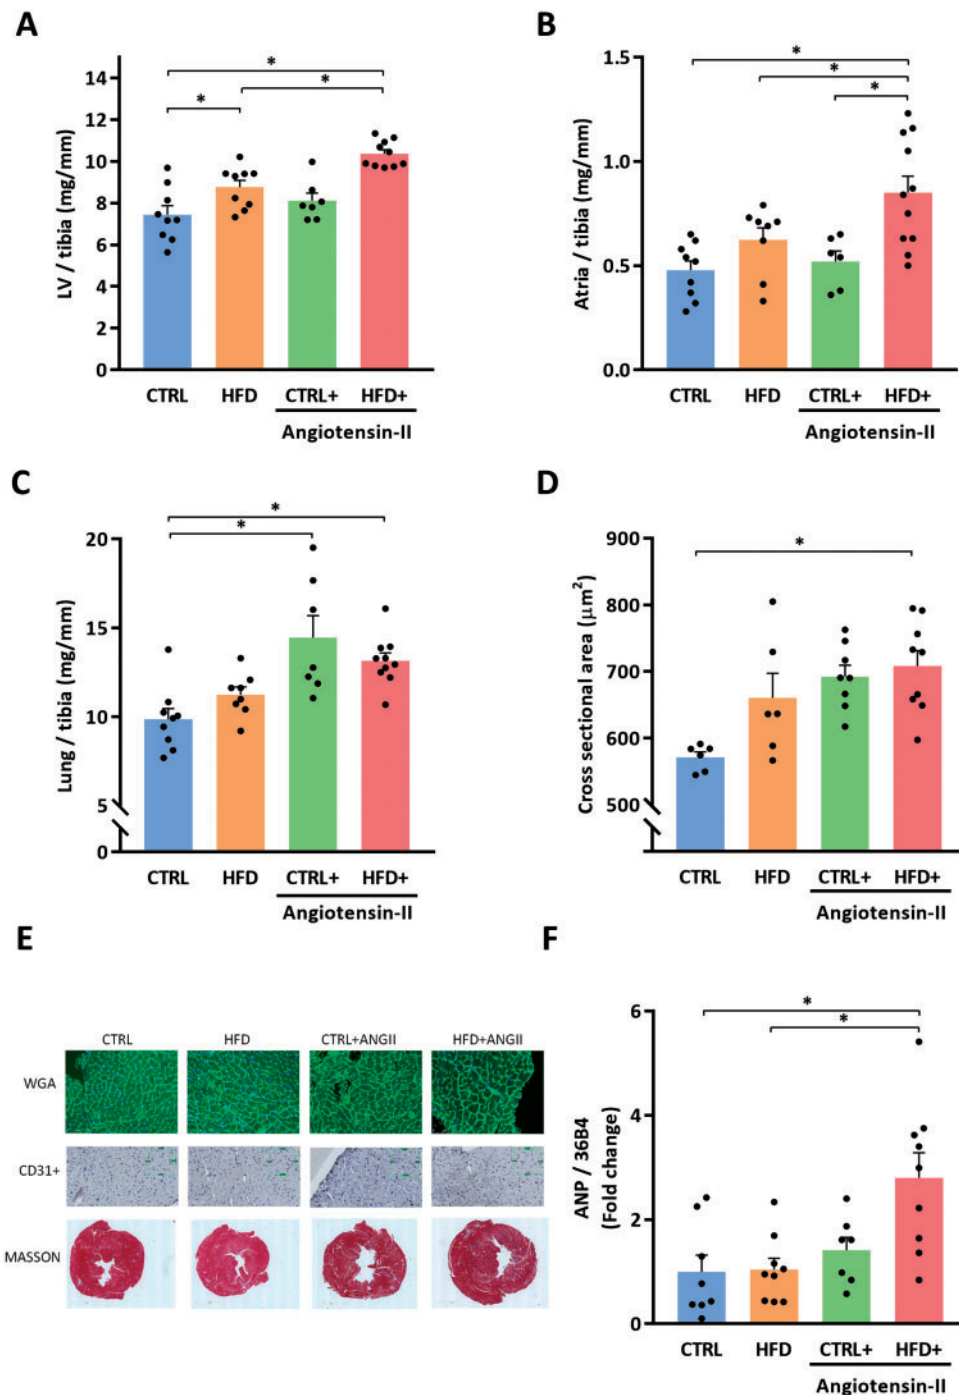 A
LV / tibia (mg/mm)
14
12
10
8
6
4
2
0
*
*
*
CTRL HFD CTRL+ HFD+
Angiotensin-II
B
Atria / tibia (mg/mm)
1.5
1.0
0.5
0.0
*
*
*
CTRL HFD CTRL+ HFD+
Angiotensin-II
C
Lung / tibia (mg/mm)
20
15
10
5
0
*
*
CTRL HFD CTRL+ HFD+
Angiotensin-II
D
Cross sectional area (μm²)
900
800
700
600
500
*
CTRL HFD CTRL+ HFD+
Angiotensin-II
E
CTRL HFD CTRL+ANGII HFD+ANGII
WGA
CD31+
MASSON
F
ANP / 36B4
(Fold change)
6
4
2
0
*
*
CTRL HFD CTRL+ HFD+
Angiotensin-II